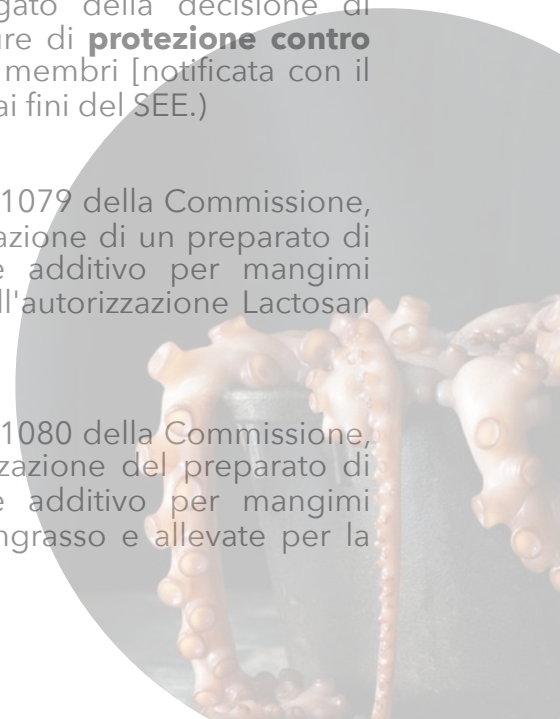 gato della decisione di
re di protezione contro
membri [notificata con il
ai fini del SEE.)
1079 della Commissione,
azione di un preparato di
e additivo per mangimi
ll'autorizzazione Lactosan
1080 della Commissione,
zazione del preparato di
e additivo per mangimi
ngrasso e allevate per la